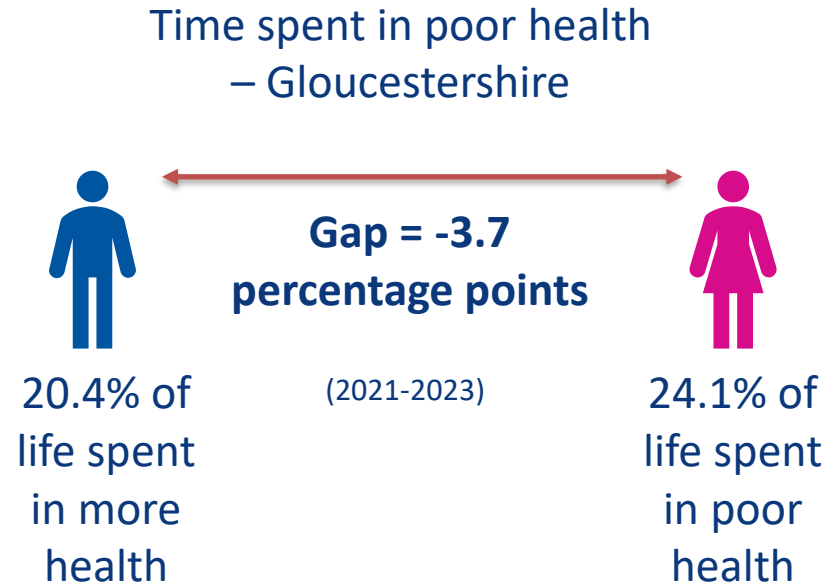 Time spent in poor health
– Gloucestershire
Gap = -3.7
percentage points
(2021-2023)
20.4% of
life spent
in more
health
24.1% of
life spent
in poor
health